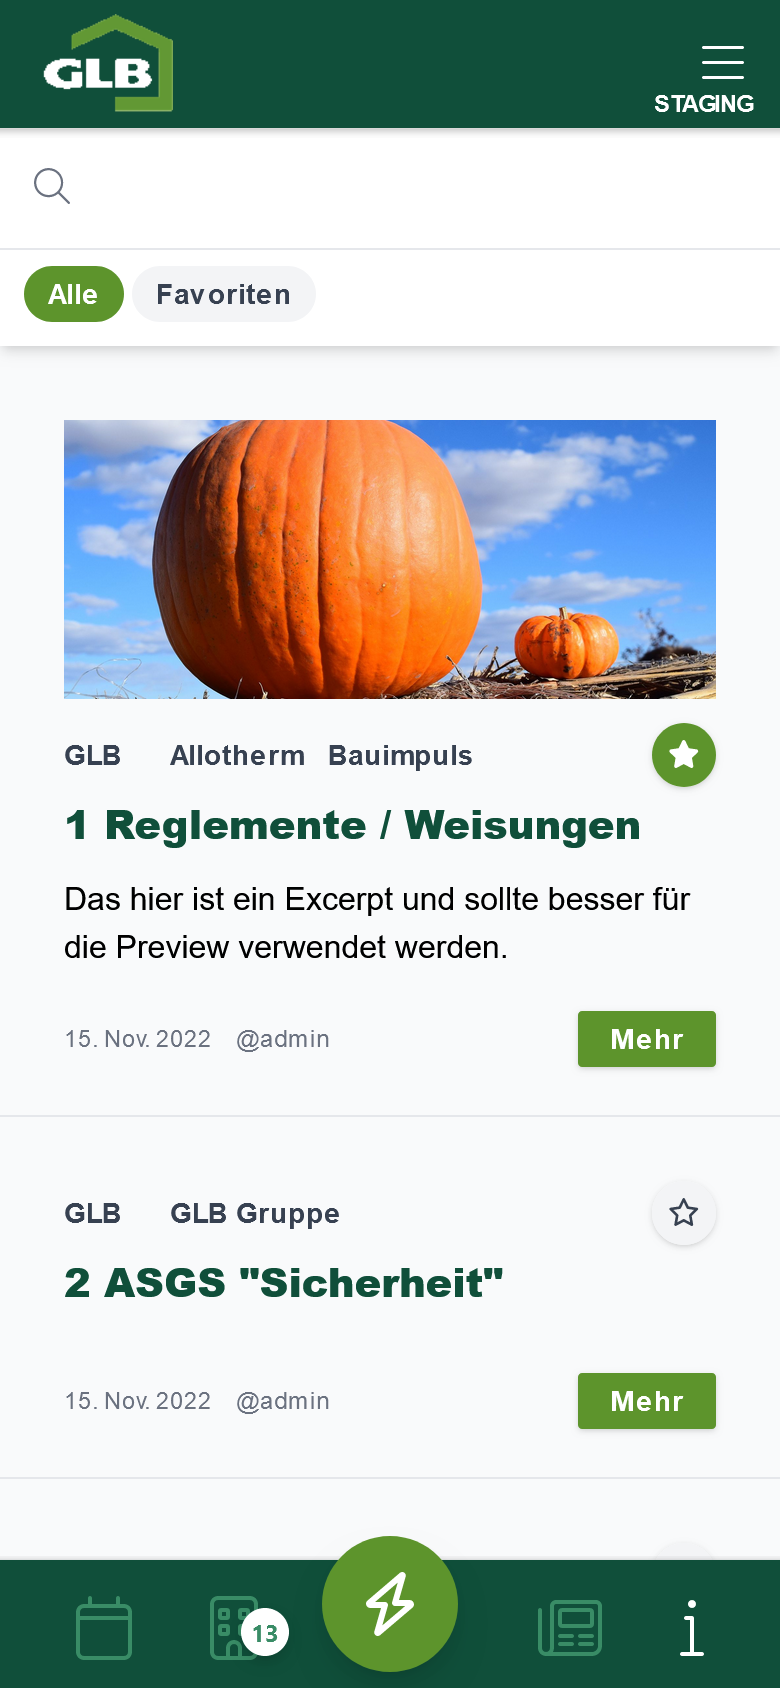 GLB
STAGING
Alle Favoriten
GLB Allotherm Bauimpuls
1 Reglemente / Weisungen
Das hier ist ein Excerpt und sollte besser für
die Preview verwendet werden.
15. Nov. 2022 @admin Mehr
GLB GLB Gruppe
2 ASGS "Sicherheit"
15. Nov. 2022 @admin Mehr
13